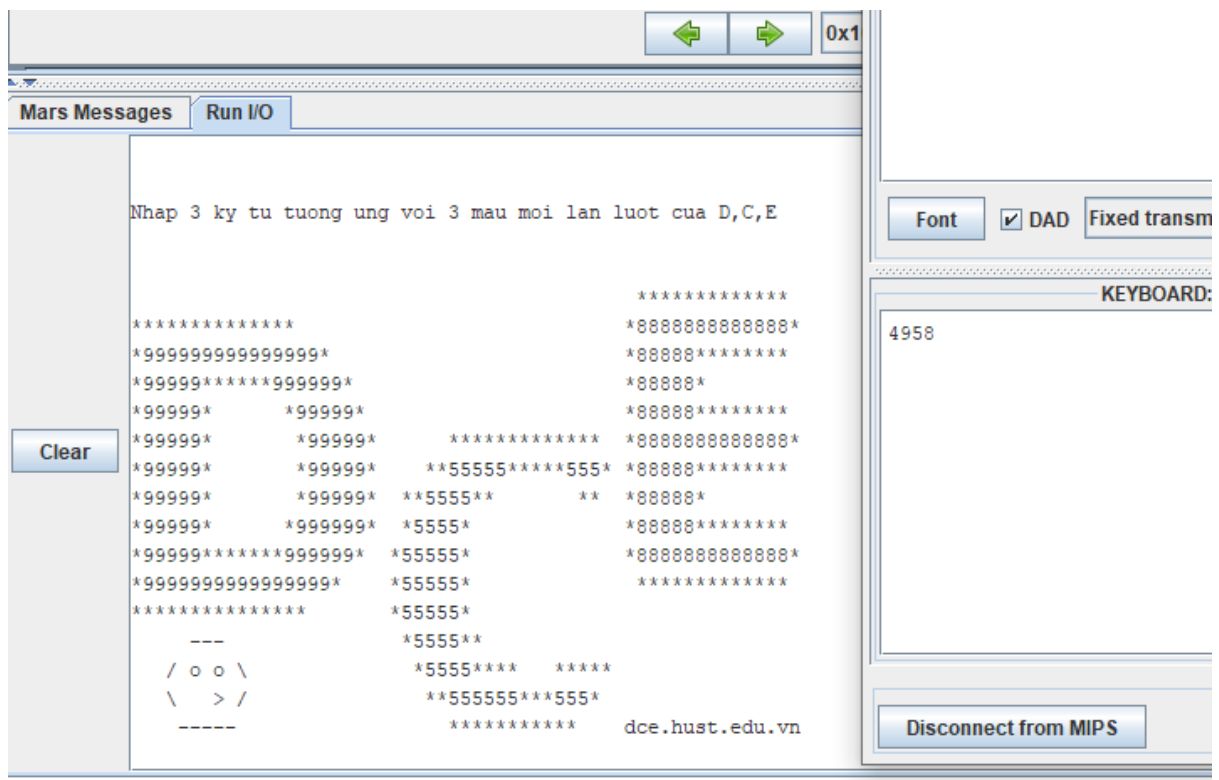 0x1
Mars Messages Run I/O
Nhap 3 ky tu tuong ung voi 3 mau moi lan luot cua D,C,E
                                           *************
**************                            *8888888888888*
*999999999999999*                         *88888********
*99999******999999*                       *88888*
*99999*      *99999*                      *88888********
*99999*       *99999*      *************  *8888888888888*
*99999*       *99999*    **55555*****555* *88888********
*99999*       *99999*  **5555**       **  *88888*
*99999*      *999999*  *5555*             *88888********
*99999*******999999*  *55555*             *8888888888888*
*9999999999999999*    *55555*              *************
***************       *55555*
     ---               *5555**
   / o o \              *5555****   *****
   \   > /               **555555***555*
    -----                  ***********    dce.hust.edu.vn
Clear
Font DAD Fixed transm
KEYBOARD:
4958
Disconnect from MIPS